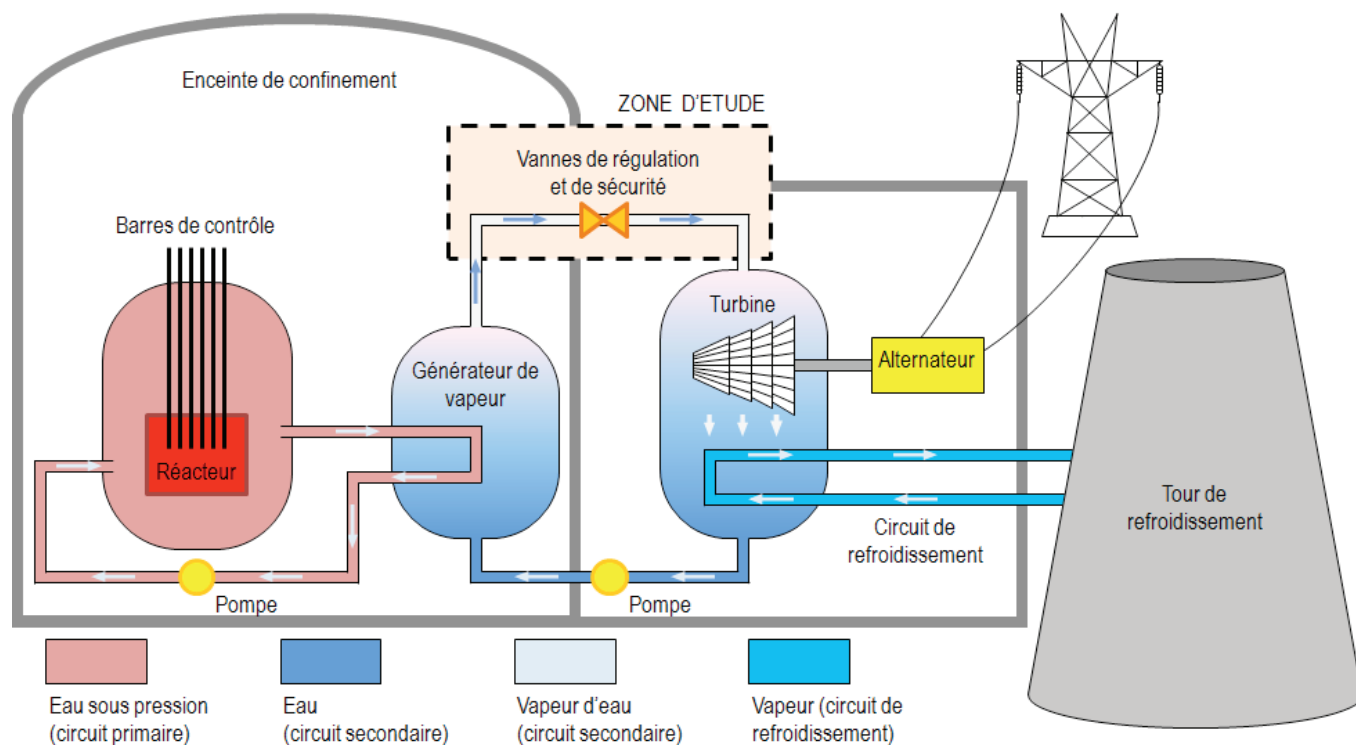 Enceinte de confinement
ZONE D'ETUDE
Vannes de régulation
et de sécurité
Barres de contrôle
Réacteur
Générateur de
vapeur
Turbine
Alternateur
Tour de
refroidissement
Circuit de
refroidissement
Pompe
Pompe
Eau sous pression
(circuit primaire)
Eau
(circuit secondaire)
Vapeur d'eau
(circuit secondaire)
Vapeur (circuit de
refroidissement)